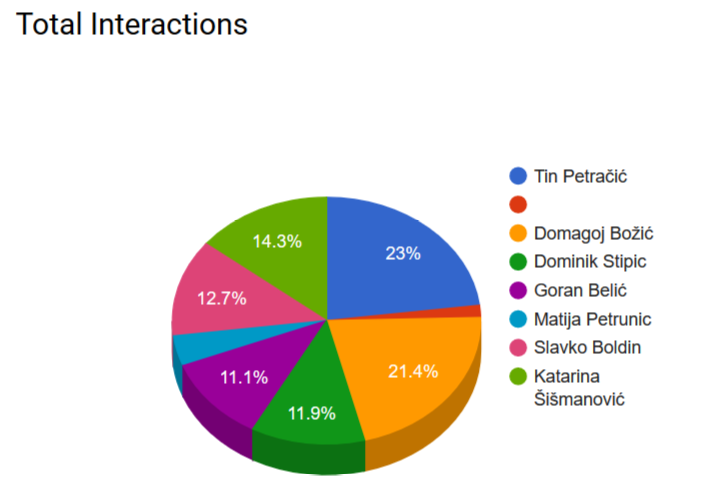 Total Interactions
Tin Petračić
Domagoj Božić
Dominik Stipic
Goran Belić
Matija Petrunic
Slavko Boldin
Katarina
Šišmanović
14.3%
23%
12.7%
11.1%
21.4%
11.9%